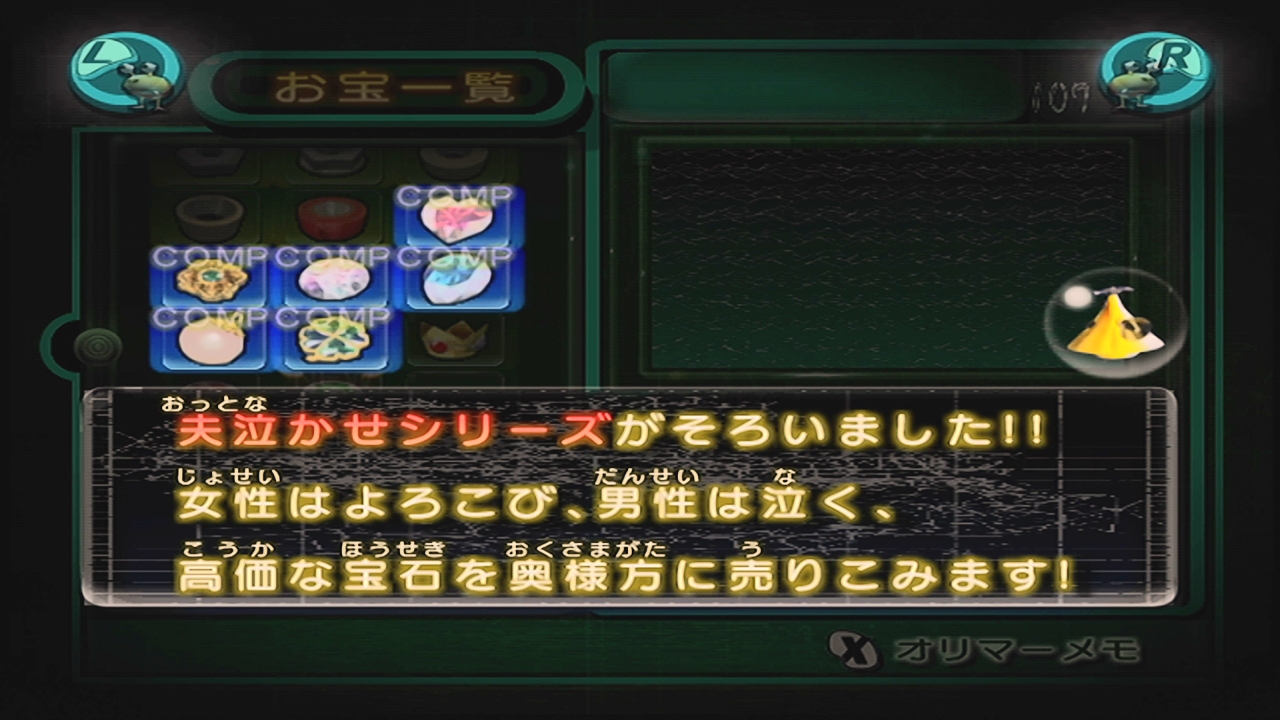 L
お宝一覧
109
R
COMP
COMP COMP COMP
COMP COMP
おっとな
夫泣かせシリーズがそろいました!!
じょせい だんせい な
女性はよろこび、男性は泣く、
こうか ほうせき おくさまがた う
高価な宝石を奥様方に売りこみます!
X オリマーメモ